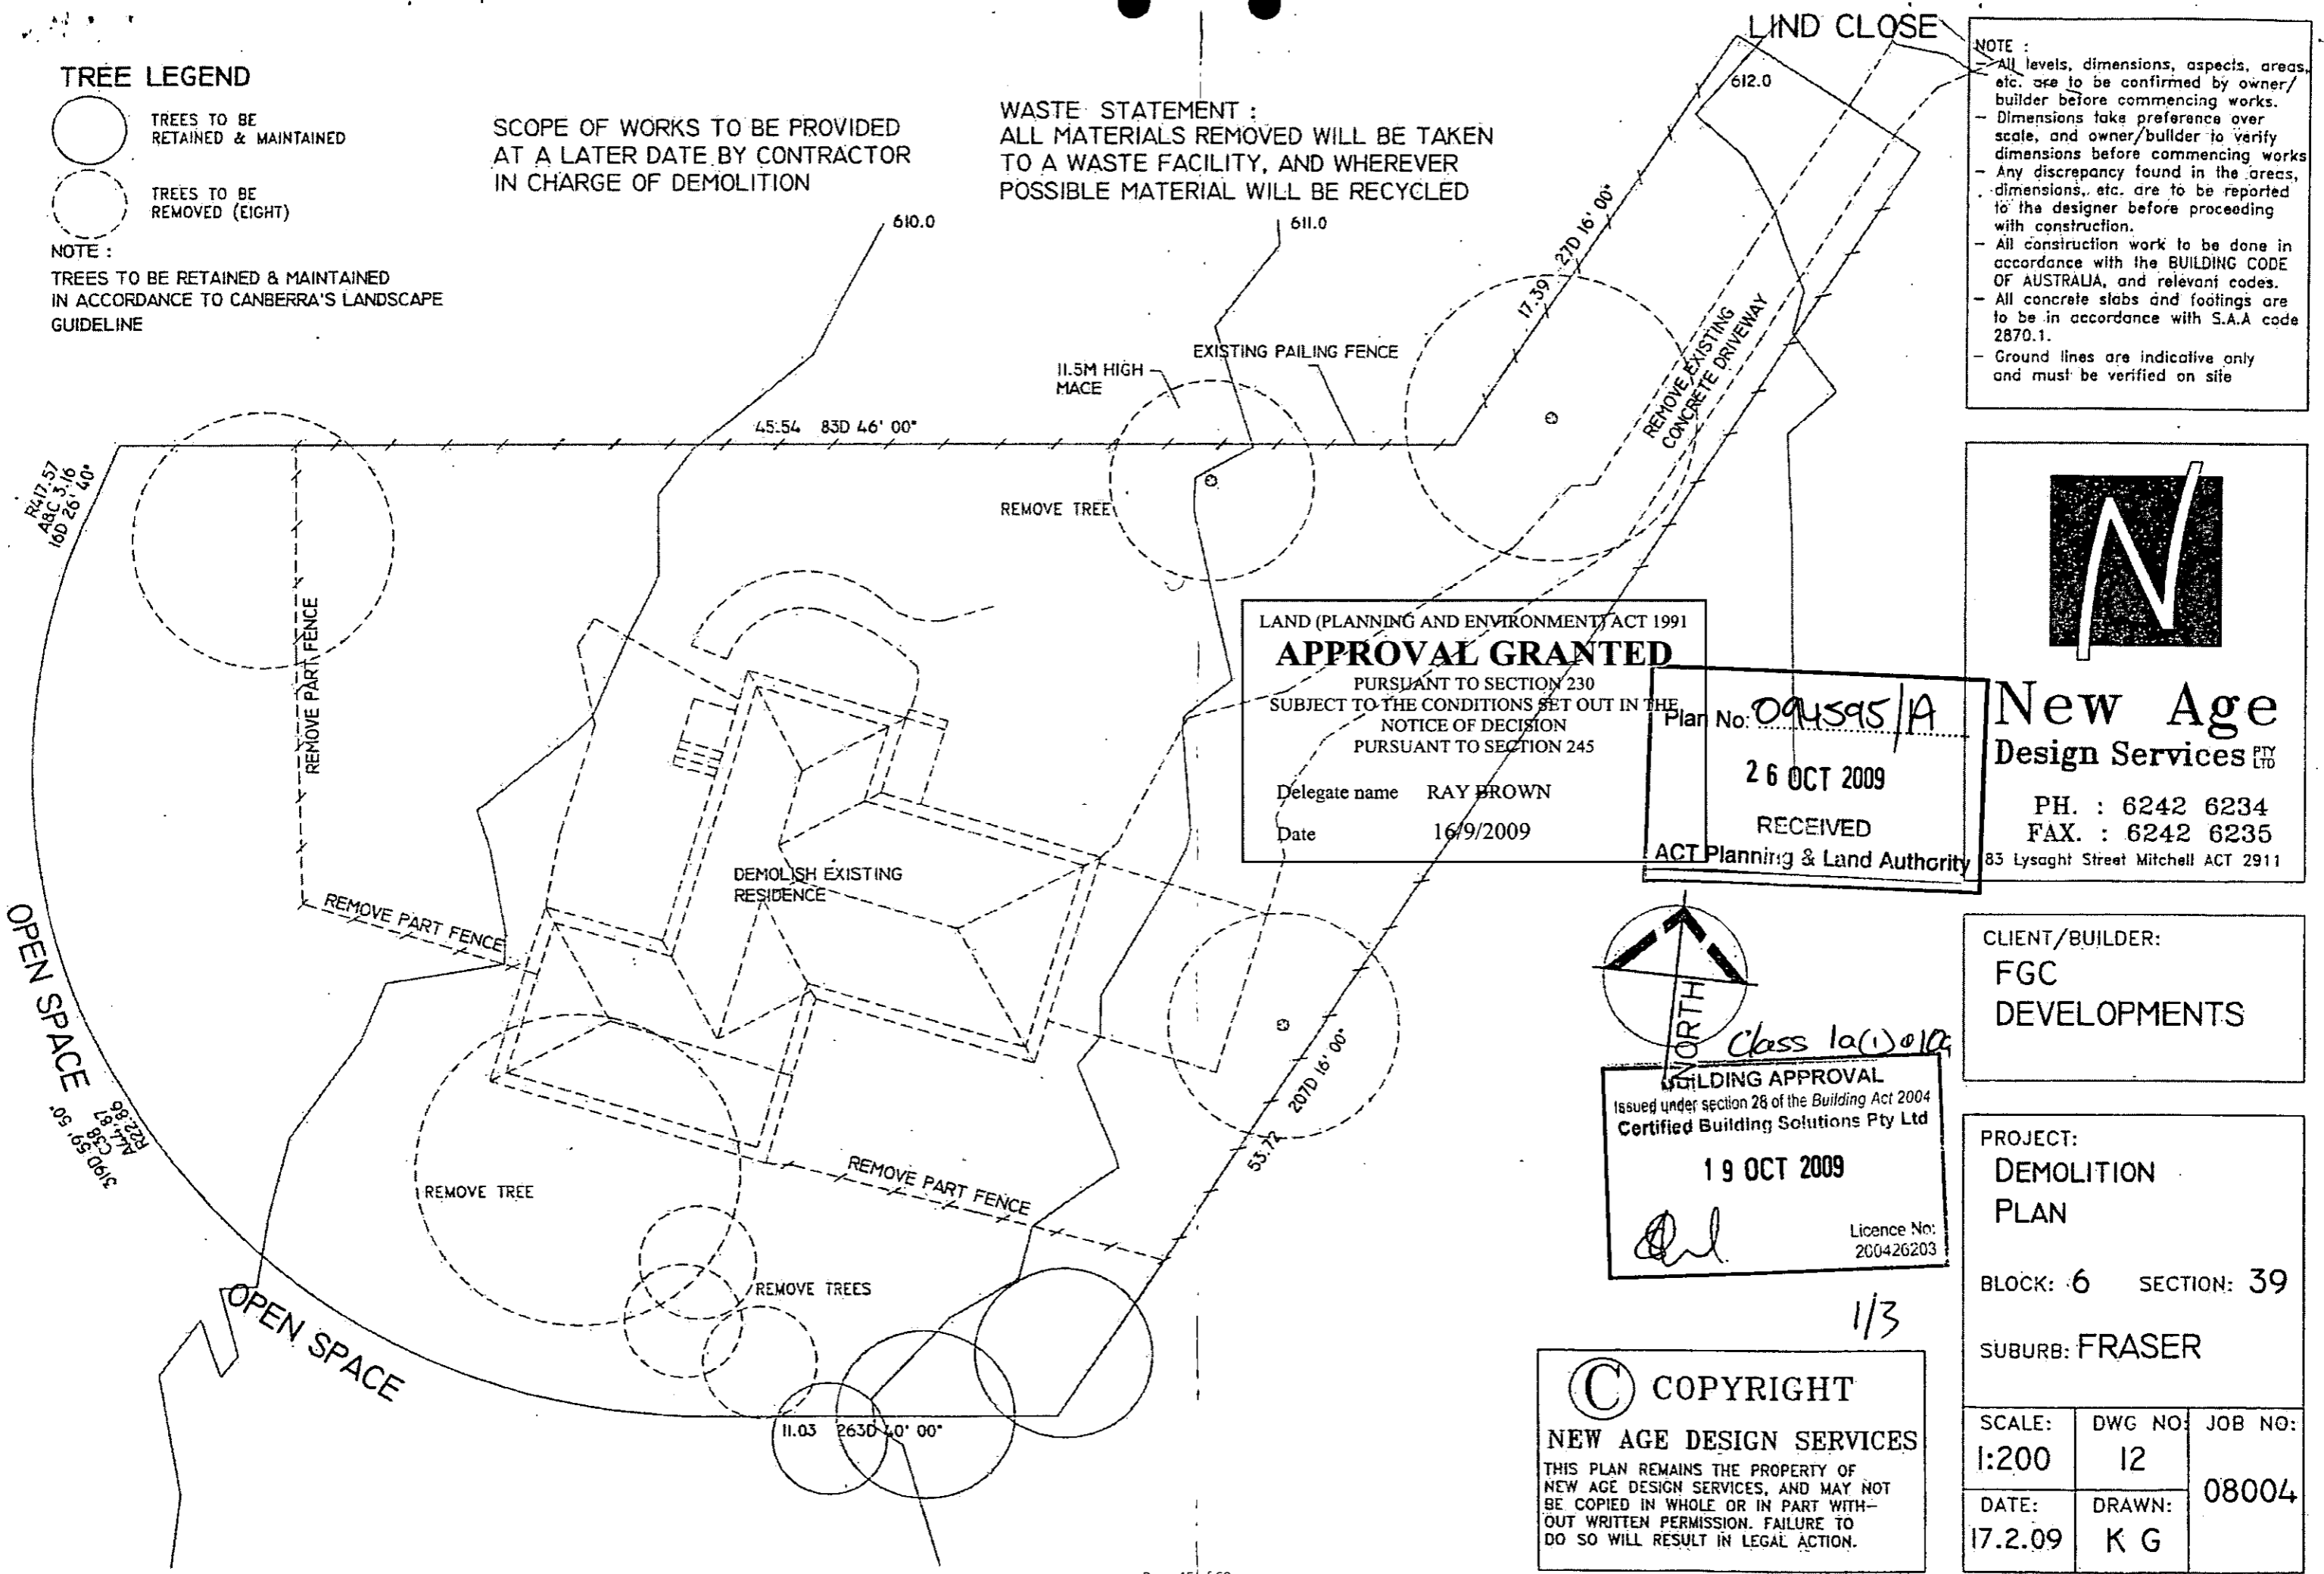 TREE LEGEND
TREES TO BE
RETAINED & MAINTAINED
TREES TO BE
REMOVED (EIGHT)
NOTE :
TREES TO BE RETAINED & MAINTAINED
IN ACCORDANCE TO CANBERRA'S LANDSCAPE
GUIDELINE
SCOPE OF WORKS TO BE PROVIDED
AT A LATER DATE BY CONTRACTOR
IN CHARGE OF DEMOLITION
WASTE STATEMENT :
ALL MATERIALS REMOVED WILL BE TAKEN
TO A WASTE FACILITY, AND WHEREVER
POSSIBLE MATERIAL WILL BE RECYCLED
LIND CLOSE
612.0
610.0
611.0
17.39 27D 16' 00"
REMOVE EXISTING
CONCRETE DRIVEWAY
EXISTING PAILING FENCE
11.5M HIGH
MACE
45.54 83D 46' 00"
REMOVE TREE
R417.57
A&C 3.16
16D 26' 40"
REMOVE PART FENCE
REMOVE PART FENCE
DEMOLISH EXISTING
RESIDENCE
OPEN SPACE
319D 59' 50"
C38
A44.87
R22.86
REMOVE TREE
REMOVE PART FENCE
REMOVE TREES
OPEN SPACE
11.03 263D 40' 00"
53.72 207D 16' 00"
LAND (PLANNING AND ENVIRONMENT) ACT 1991
APPROVAL GRANTED
PURSUANT TO SECTION 230
SUBJECT TO THE CONDITIONS SET OUT IN THE
NOTICE OF DECISION
PURSUANT TO SECTION 245
Delegate name RAY BROWN
Date 16/9/2009
Plan No: 094595/A
26 OCT 2009
RECEIVED
ACT Planning & Land Authority
NORTH
Class 1a(1) 10a
BUILDING APPROVAL
Issued under section 28 of the Building Act 2004
Certified Building Solutions Pty Ltd
19 OCT 2009
Licence No:
200426203
1/3
© COPYRIGHT
NEW AGE DESIGN SERVICES
THIS PLAN REMAINS THE PROPERTY OF
NEW AGE DESIGN SERVICES, AND MAY NOT
BE COPIED IN WHOLE OR IN PART WITH-
OUT WRITTEN PERMISSION. FAILURE TO
DO SO WILL RESULT IN LEGAL ACTION.
NOTE :
- All levels, dimensions, aspects, areas,
etc. are to be confirmed by owner/
builder before commencing works.
- Dimensions take preference over
scale, and owner/builder to verify
dimensions before commencing works
- Any discrepancy found in the areas,
dimensions, etc. are to be reported
to the designer before proceeding
with construction.
- All construction work to be done in
accordance with the BUILDING CODE
OF AUSTRALIA, and relevant codes.
- All concrete slabs and footings are
to be in accordance with S.A.A code
2870.1.
- Ground lines are indicative only
and must be verified on site
N
New Age
Design Services PTY LTD
PH. : 6242 6234
FAX. : 6242 6235
83 Lysaght Street Mitchell ACT 2911
CLIENT/BUILDER:
FGC
DEVELOPMENTS
PROJECT:
DEMOLITION
PLAN
BLOCK: 6 SECTION: 39
SUBURB: FRASER
SCALE: 1:200
DWG NO: 12
JOB NO: 08004
DATE: 17.2.09
DRAWN: K G